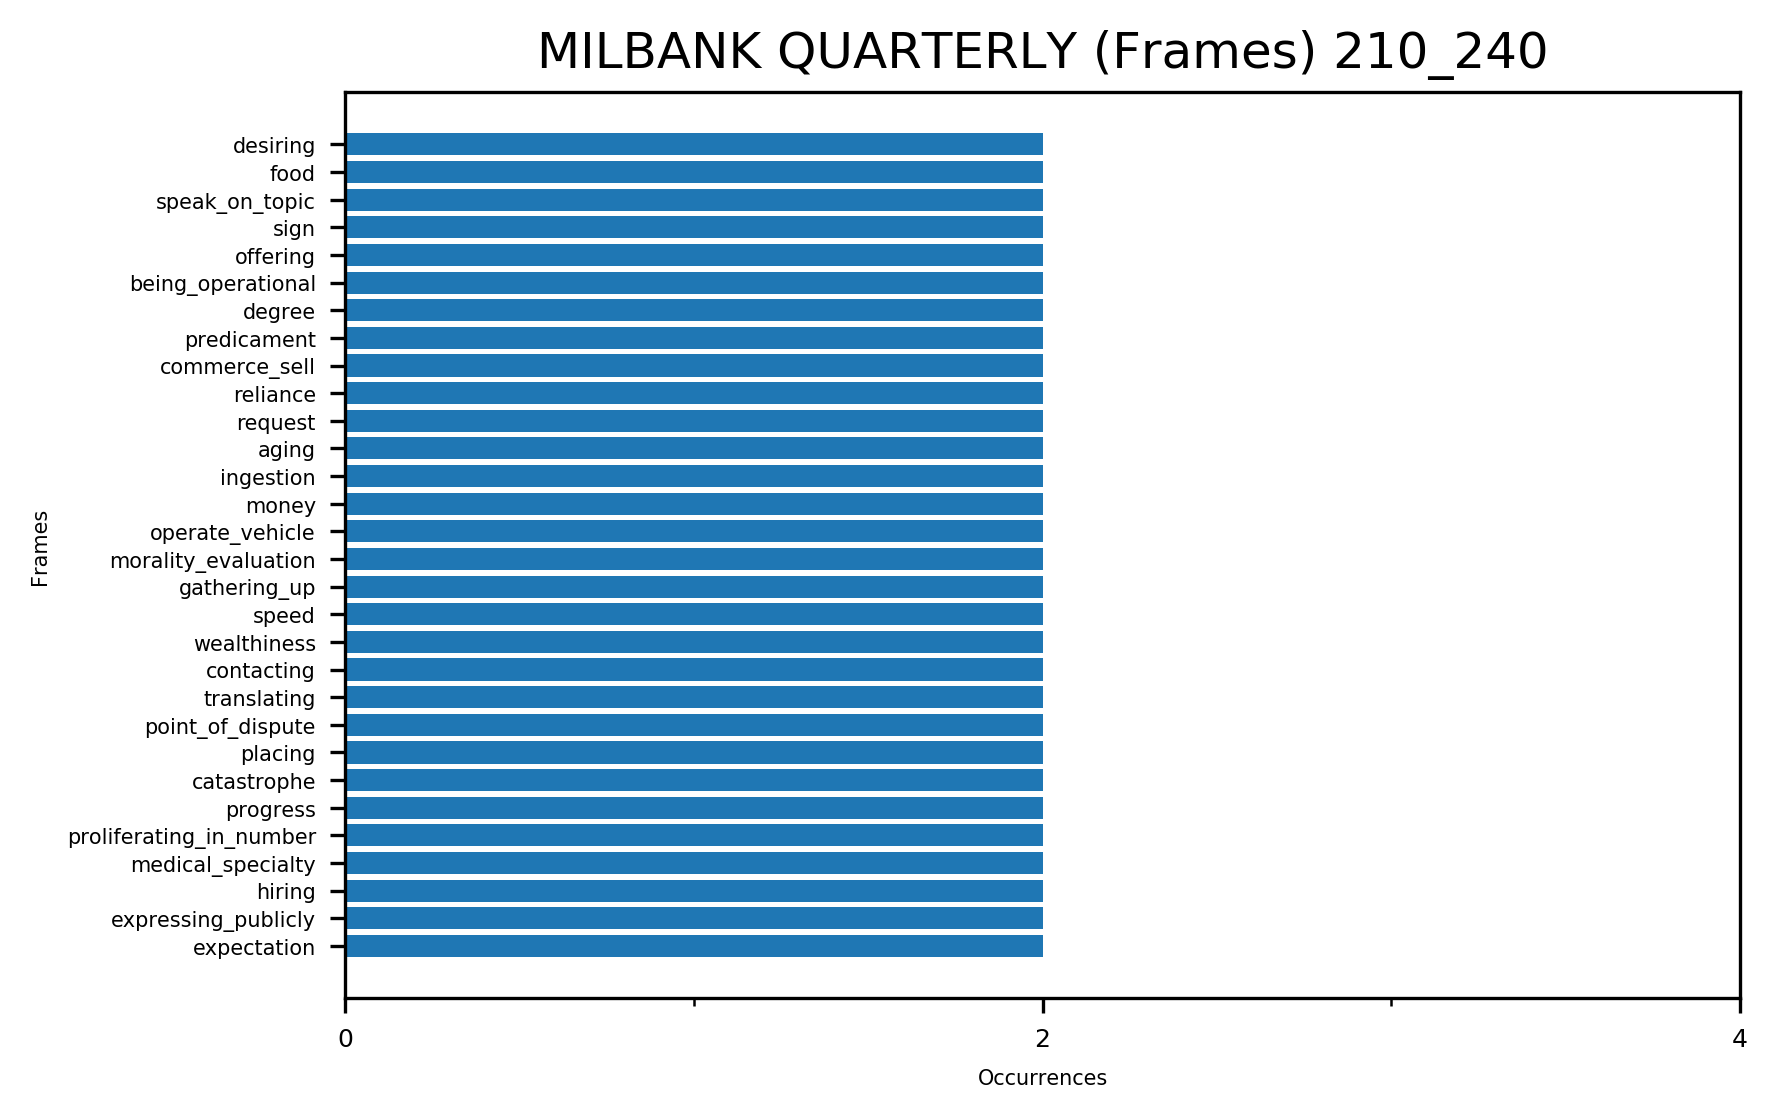 MILBANK QUARTERLY (Frames) 210_240
desiring
food
speak_on_topic
sign
offering
being_operational
degree
predicament
commerce_sell
reliance
request
aging
ingestion
money
operate_vehicle
morality_evaluation
gathering_up
speed
wealthiness
contacting
translating
point_of_dispute
placing
catastrophe
progress
proliferating_in_number
medical_specialty
hiring
expressing_publicly
expectation
Frames
0 2 4
Occurrences